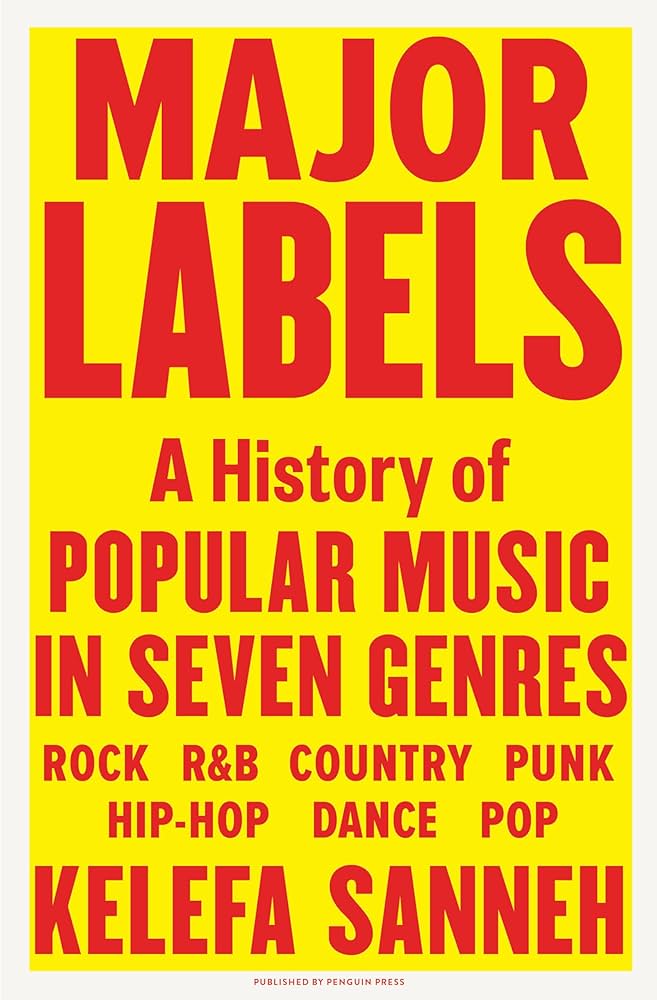 MAJOR
LABELS
A History of
POPULAR MUSIC
IN SEVEN GENRES
ROCK R&B COUNTRY PUNK
HIP-HOP DANCE POP
KELEFA SANNEH
PUBLISHED BY PENGUIN PRESS